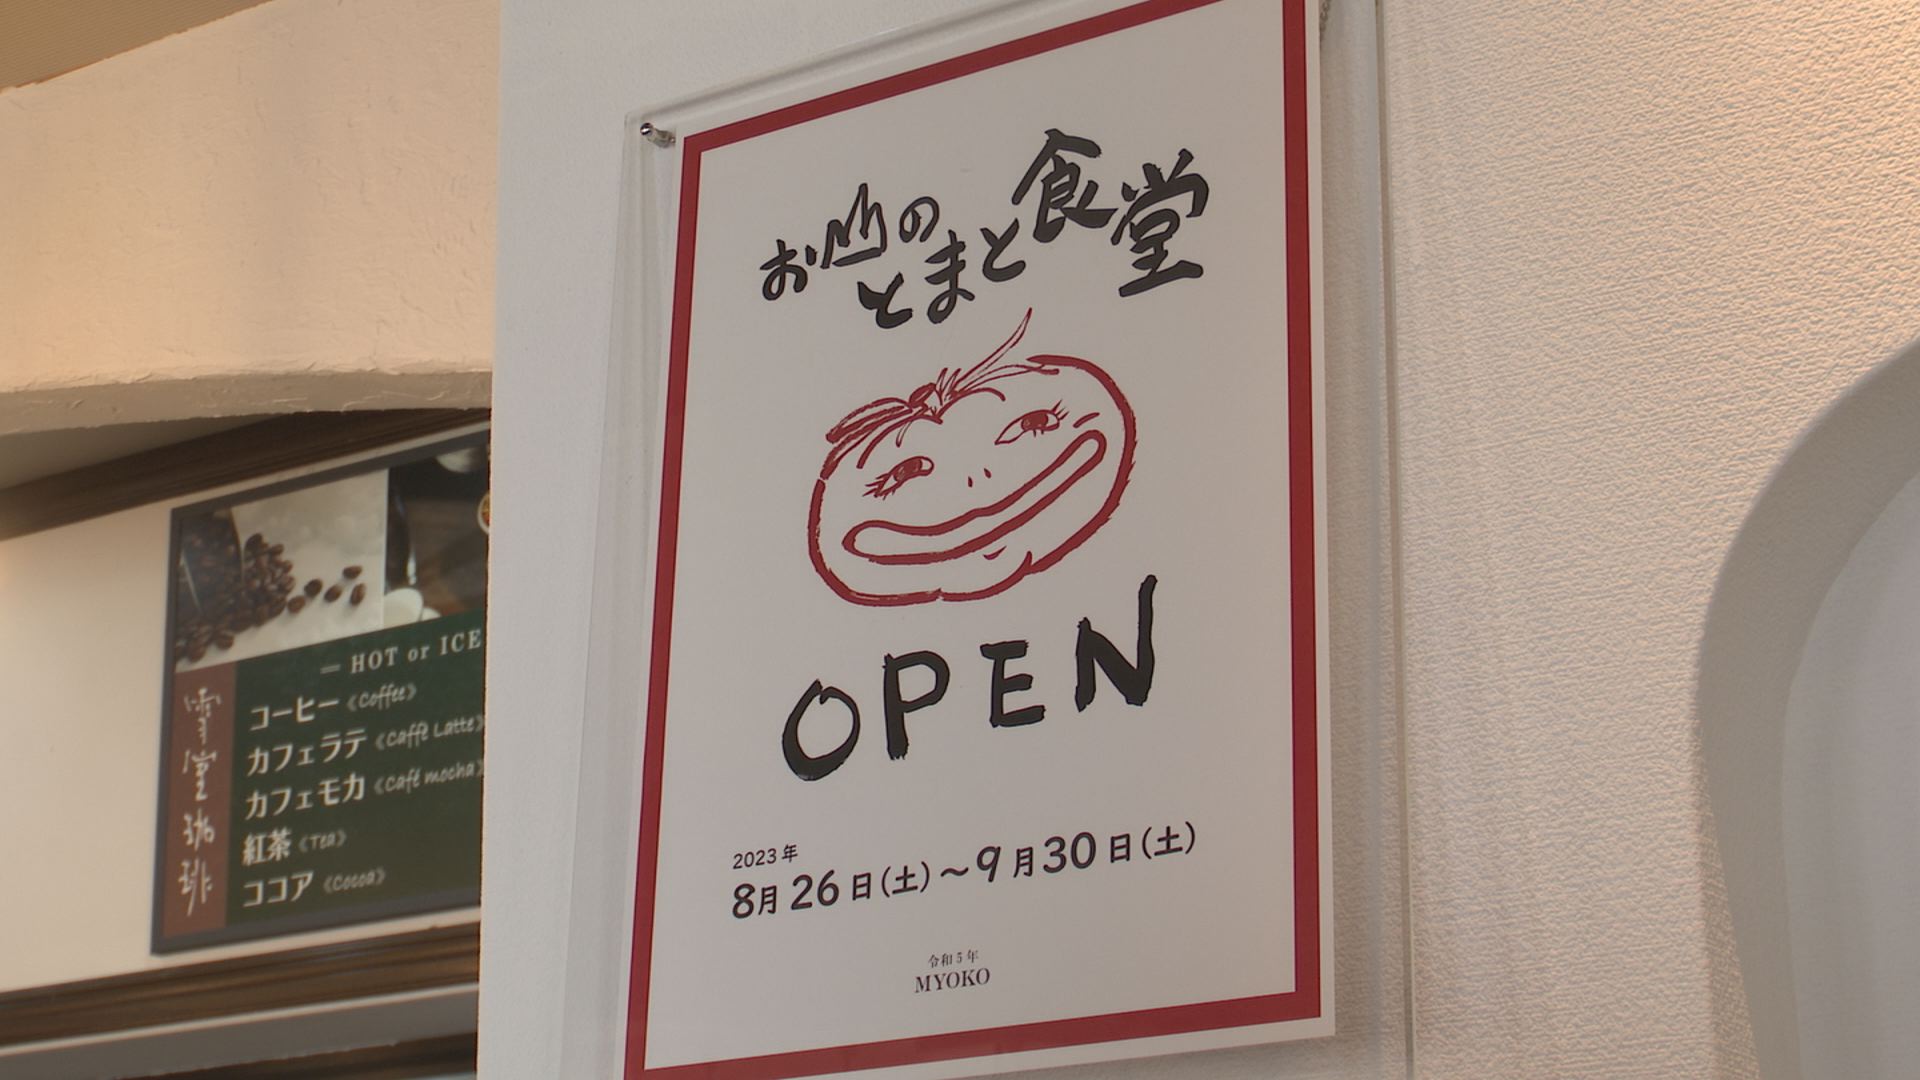 お山の
とまと食堂
OPEN
2023年
8月26日(土)〜9月30日(土)
令和5年
MYOKO
= HOT or ICE
コーヒー《Coffee》
カフェラテ《Caffè Latte》
カフェモカ《Café mocha》
紅茶《Tea》
ココア《Cocoa》
雪室珈琲